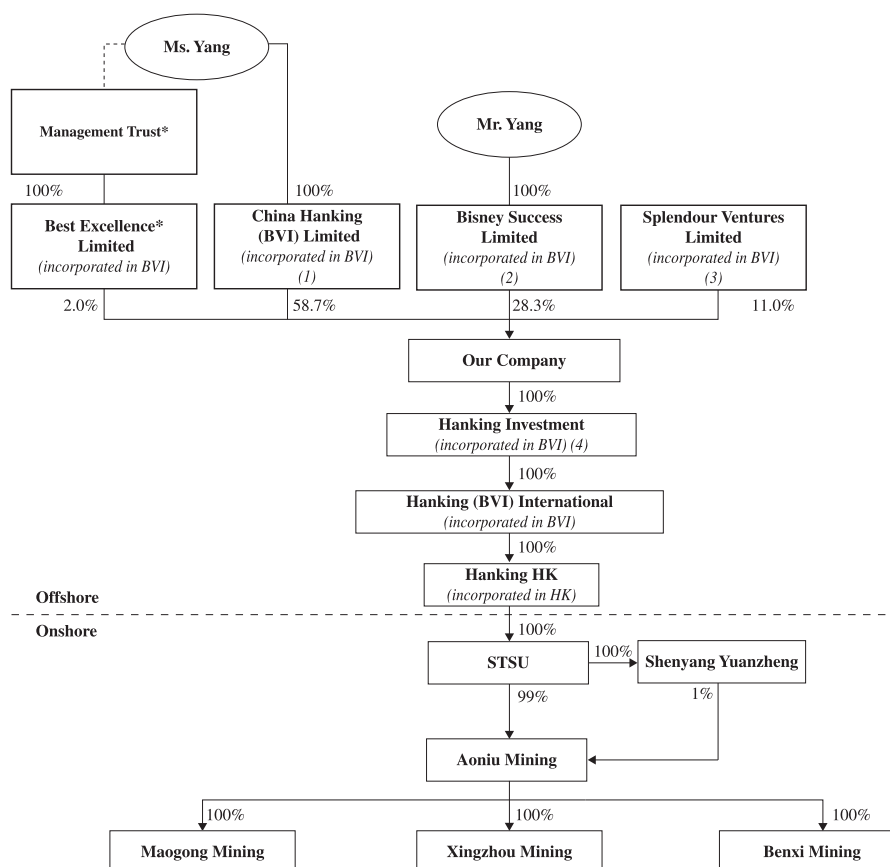 Ms. Yang
Management Trust*
Mr. Yang
100%
100%
100%
Best Excellence*
Limited
(incorporated in BVI)
China Hanking
(BVI) Limited
(incorporated in BVI)
(1)
Bisney Success
Limited
(incorporated in BVI)
(2)
Splendour Ventures
Limited
(incorporated in BVI)
(3)
2.0%
58.7%
28.3%
11.0%
Our Company
100%
Hanking Investment
(incorporated in BVI) (4)
100%
Hanking (BVI) International
(incorporated in BVI)
100%
Hanking HK
(incorporated in HK)
Offshore
Onshore
100%
STSU
100%
Shenyang Yuanzheng
99%
1%
Aoniu Mining
100%
100%
100%
Maogong Mining
Xingzhou Mining
Benxi Mining